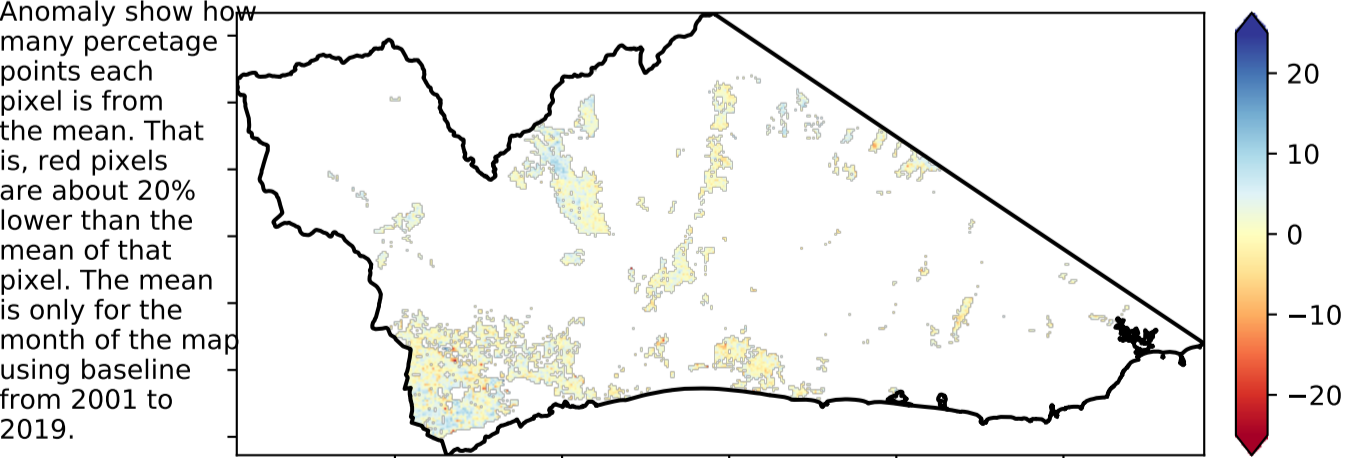 Anomaly show how
many percetage
points each
pixel is from
the mean. That
is, red pixels
are about 20%
lower than the
mean of that
pixel. The mean
is only for the
month of the map
using baseline
from 2001 to
2019.
20
10
0
−10
−20